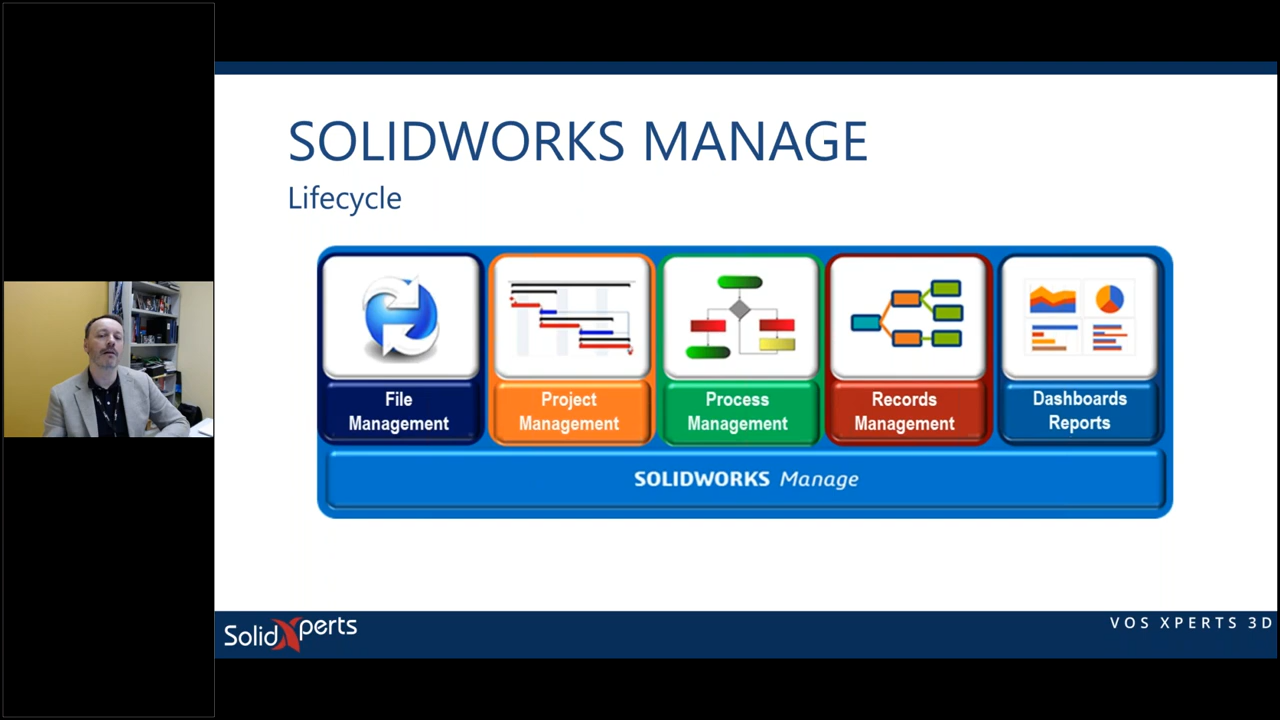 SOLIDWORKS MANAGE
Lifecycle
File
Management
Project
Management
Process
Management
Records
Management
Dashboards
Reports
SOLIDWORKS Manage
SolidXperts
VOS XPERTS 3D